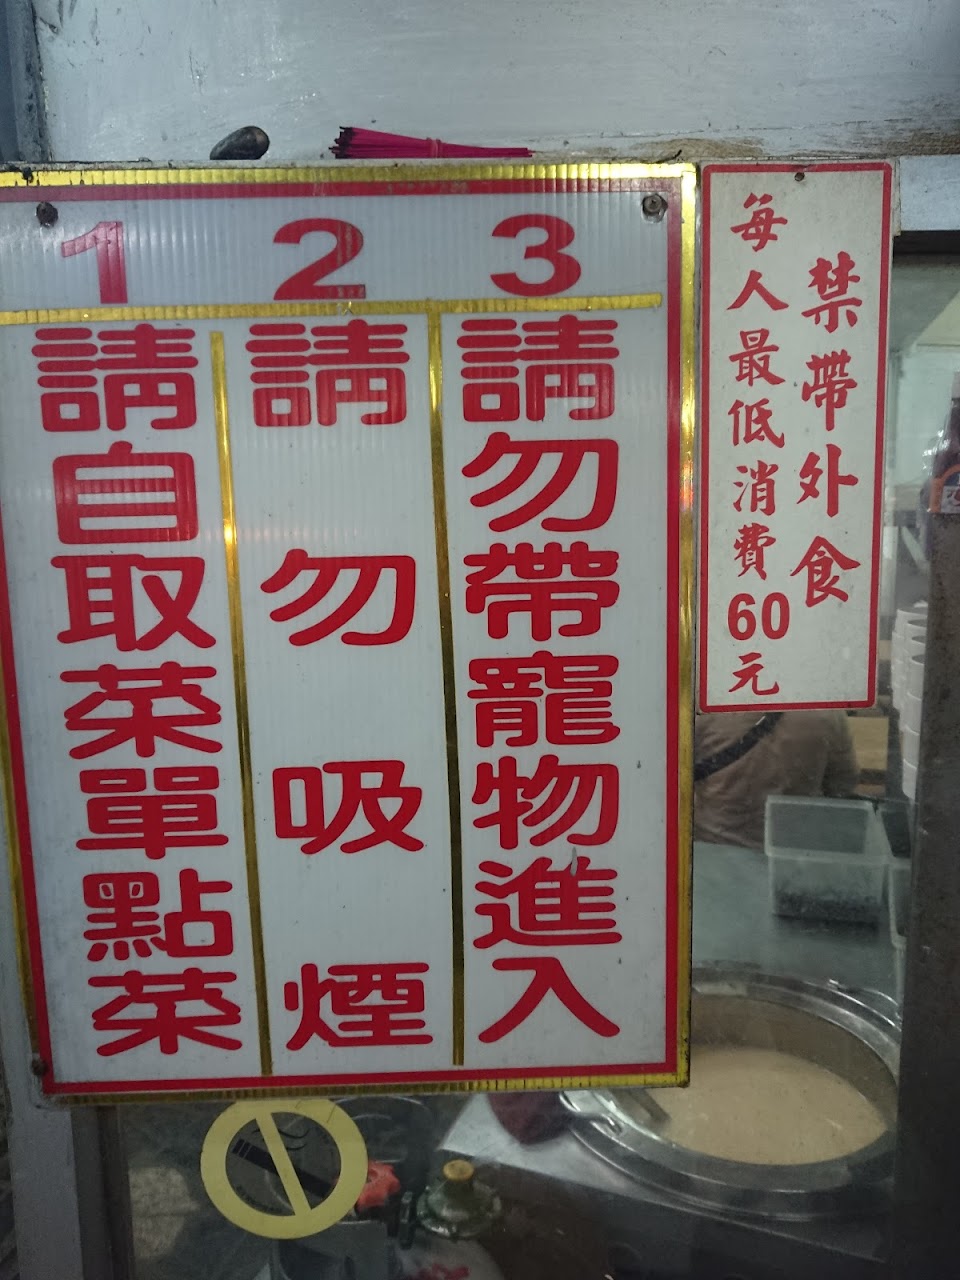 1
請自取菜單點菜
2
請勿吸煙
3
請勿帶寵物進入
禁帶外食
每人最低消費60元